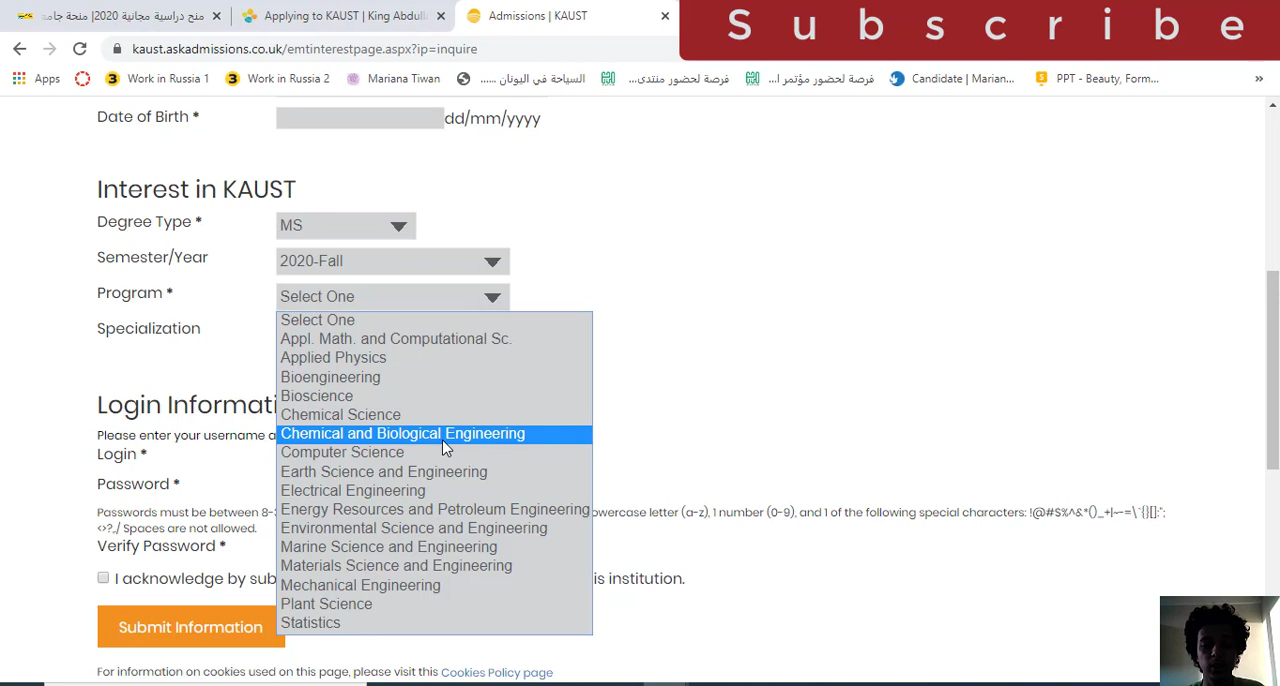 منح دراسية مجانية 2020| منحة جامع
Applying to KAUST | King Abdull
Admissions | KAUST
Subscribe
kaust.askadmissions.co.uk/emtinterestpage.aspx?ip=inquire
Apps
Work in Russia 1
Work in Russia 2
Mariana Tiwan
السياحة في اليونان ......
فرصة لحضور منتدى...
فرصة لحضور مؤتمر ا...
Candidate | Marian...
PPT - Beauty, Form...
»
Date of Birth *
dd/mm/yyyy
Interest in KAUST
Degree Type *
MS
Semester/Year
2020-Fall
Program *
Select One
Specialization
Select One
Appl. Math. and Computational Sc.
Applied Physics
Bioengineering
Bioscience
Chemical Science
Chemical and Biological Engineering
Computer Science
Earth Science and Engineering
Electrical Engineering
Energy Resources and Petroleum Engineering
Environmental Science and Engineering
Marine Science and Engineering
Materials Science and Engineering
Mechanical Engineering
Plant Science
Statistics
Login Informati
Please enter your username a
Login *
Password *
Passwords must be between 8- owercase letter (a-z), 1 number (0-9), and 1 of the following special characters:
Spaces are not allowed.
Verify Password *
I acknowledge by sub is institution.
Submit Information
For information on cookies used on this page, please visit this Cookies Policy page